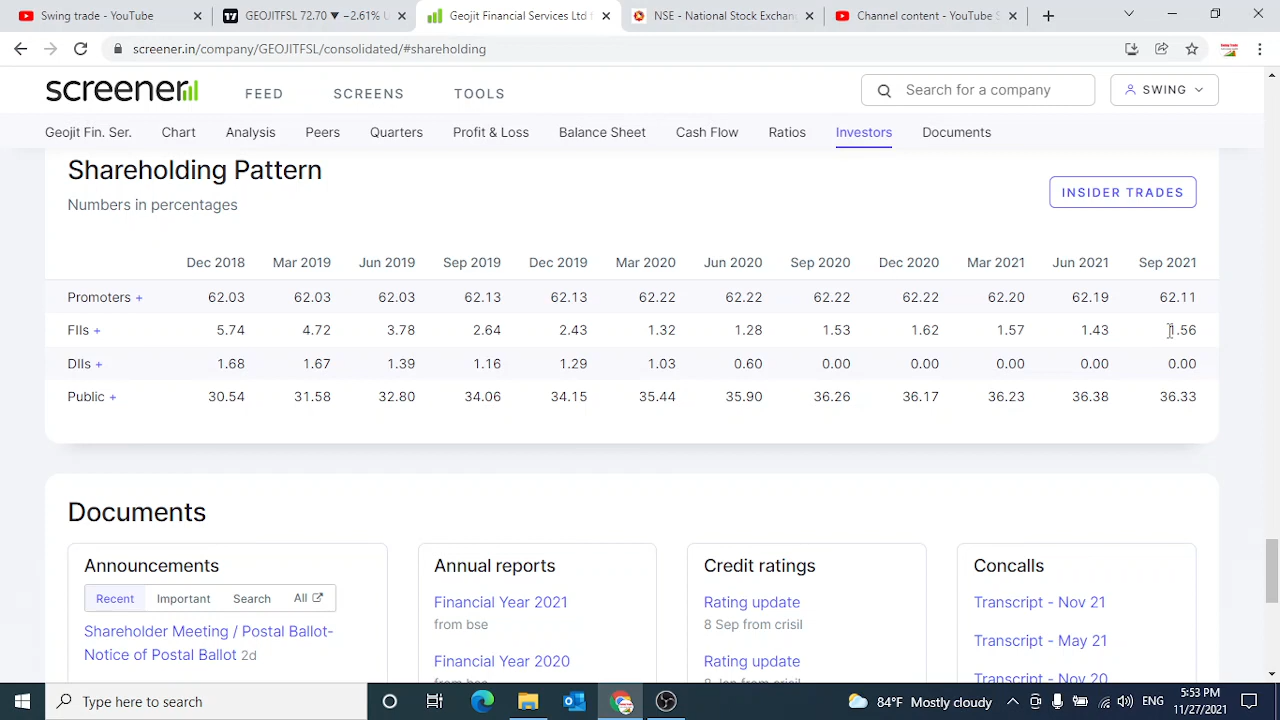 Swing trade
GEOJITFSL 72.70 ▼ −2.61% U
Geojit Financial Services Ltd f
NSE - National Stock Exchan
Channel content - YouTube S
screener.in/company/GEOJITFSL/consolidated/#shareholding
screener
FEED
SCREENS
TOOLS
Search for a company
SWING
Geojit Fin. Ser.
Chart
Analysis
Peers
Quarters
Profit & Loss
Balance Sheet
Cash Flow
Ratios
Investors
Documents
Shareholding Pattern
Numbers in percentages
INSIDER TRADES
Dec 2018 Mar 2019 Jun 2019 Sep 2019 Dec 2019 Mar 2020 Jun 2020 Sep 2020 Dec 2020 Mar 2021 Jun 2021 Sep 2021
Promoters + 62.03 62.03 62.03 62.13 62.13 62.22 62.22 62.22 62.22 62.20 62.19 62.11
FIIs + 5.74 4.72 3.78 2.64 2.43 1.32 1.28 1.53 1.62 1.57 1.43 1.56
DIIs + 1.68 1.67 1.39 1.16 1.29 1.03 0.60 0.00 0.00 0.00 0.00 0.00
Public + 30.54 31.58 32.80 34.06 34.15 35.44 35.90 36.26 36.17 36.23 36.38 36.33
Documents
Announcements
Recent Important Search All
Shareholder Meeting / Postal Ballot-
Notice of Postal Ballot 2d
Annual reports
Financial Year 2021
from bse
Financial Year 2020
from bse
Credit ratings
Rating update
8 Sep from crisil
Rating update
8 Jan from crisil
Concalls
Transcript - Nov 21
Transcript - May 21
Transcript - Nov 20
Type here to search
84°F Mostly cloudy
ENG
5:53 PM
11/27/2021